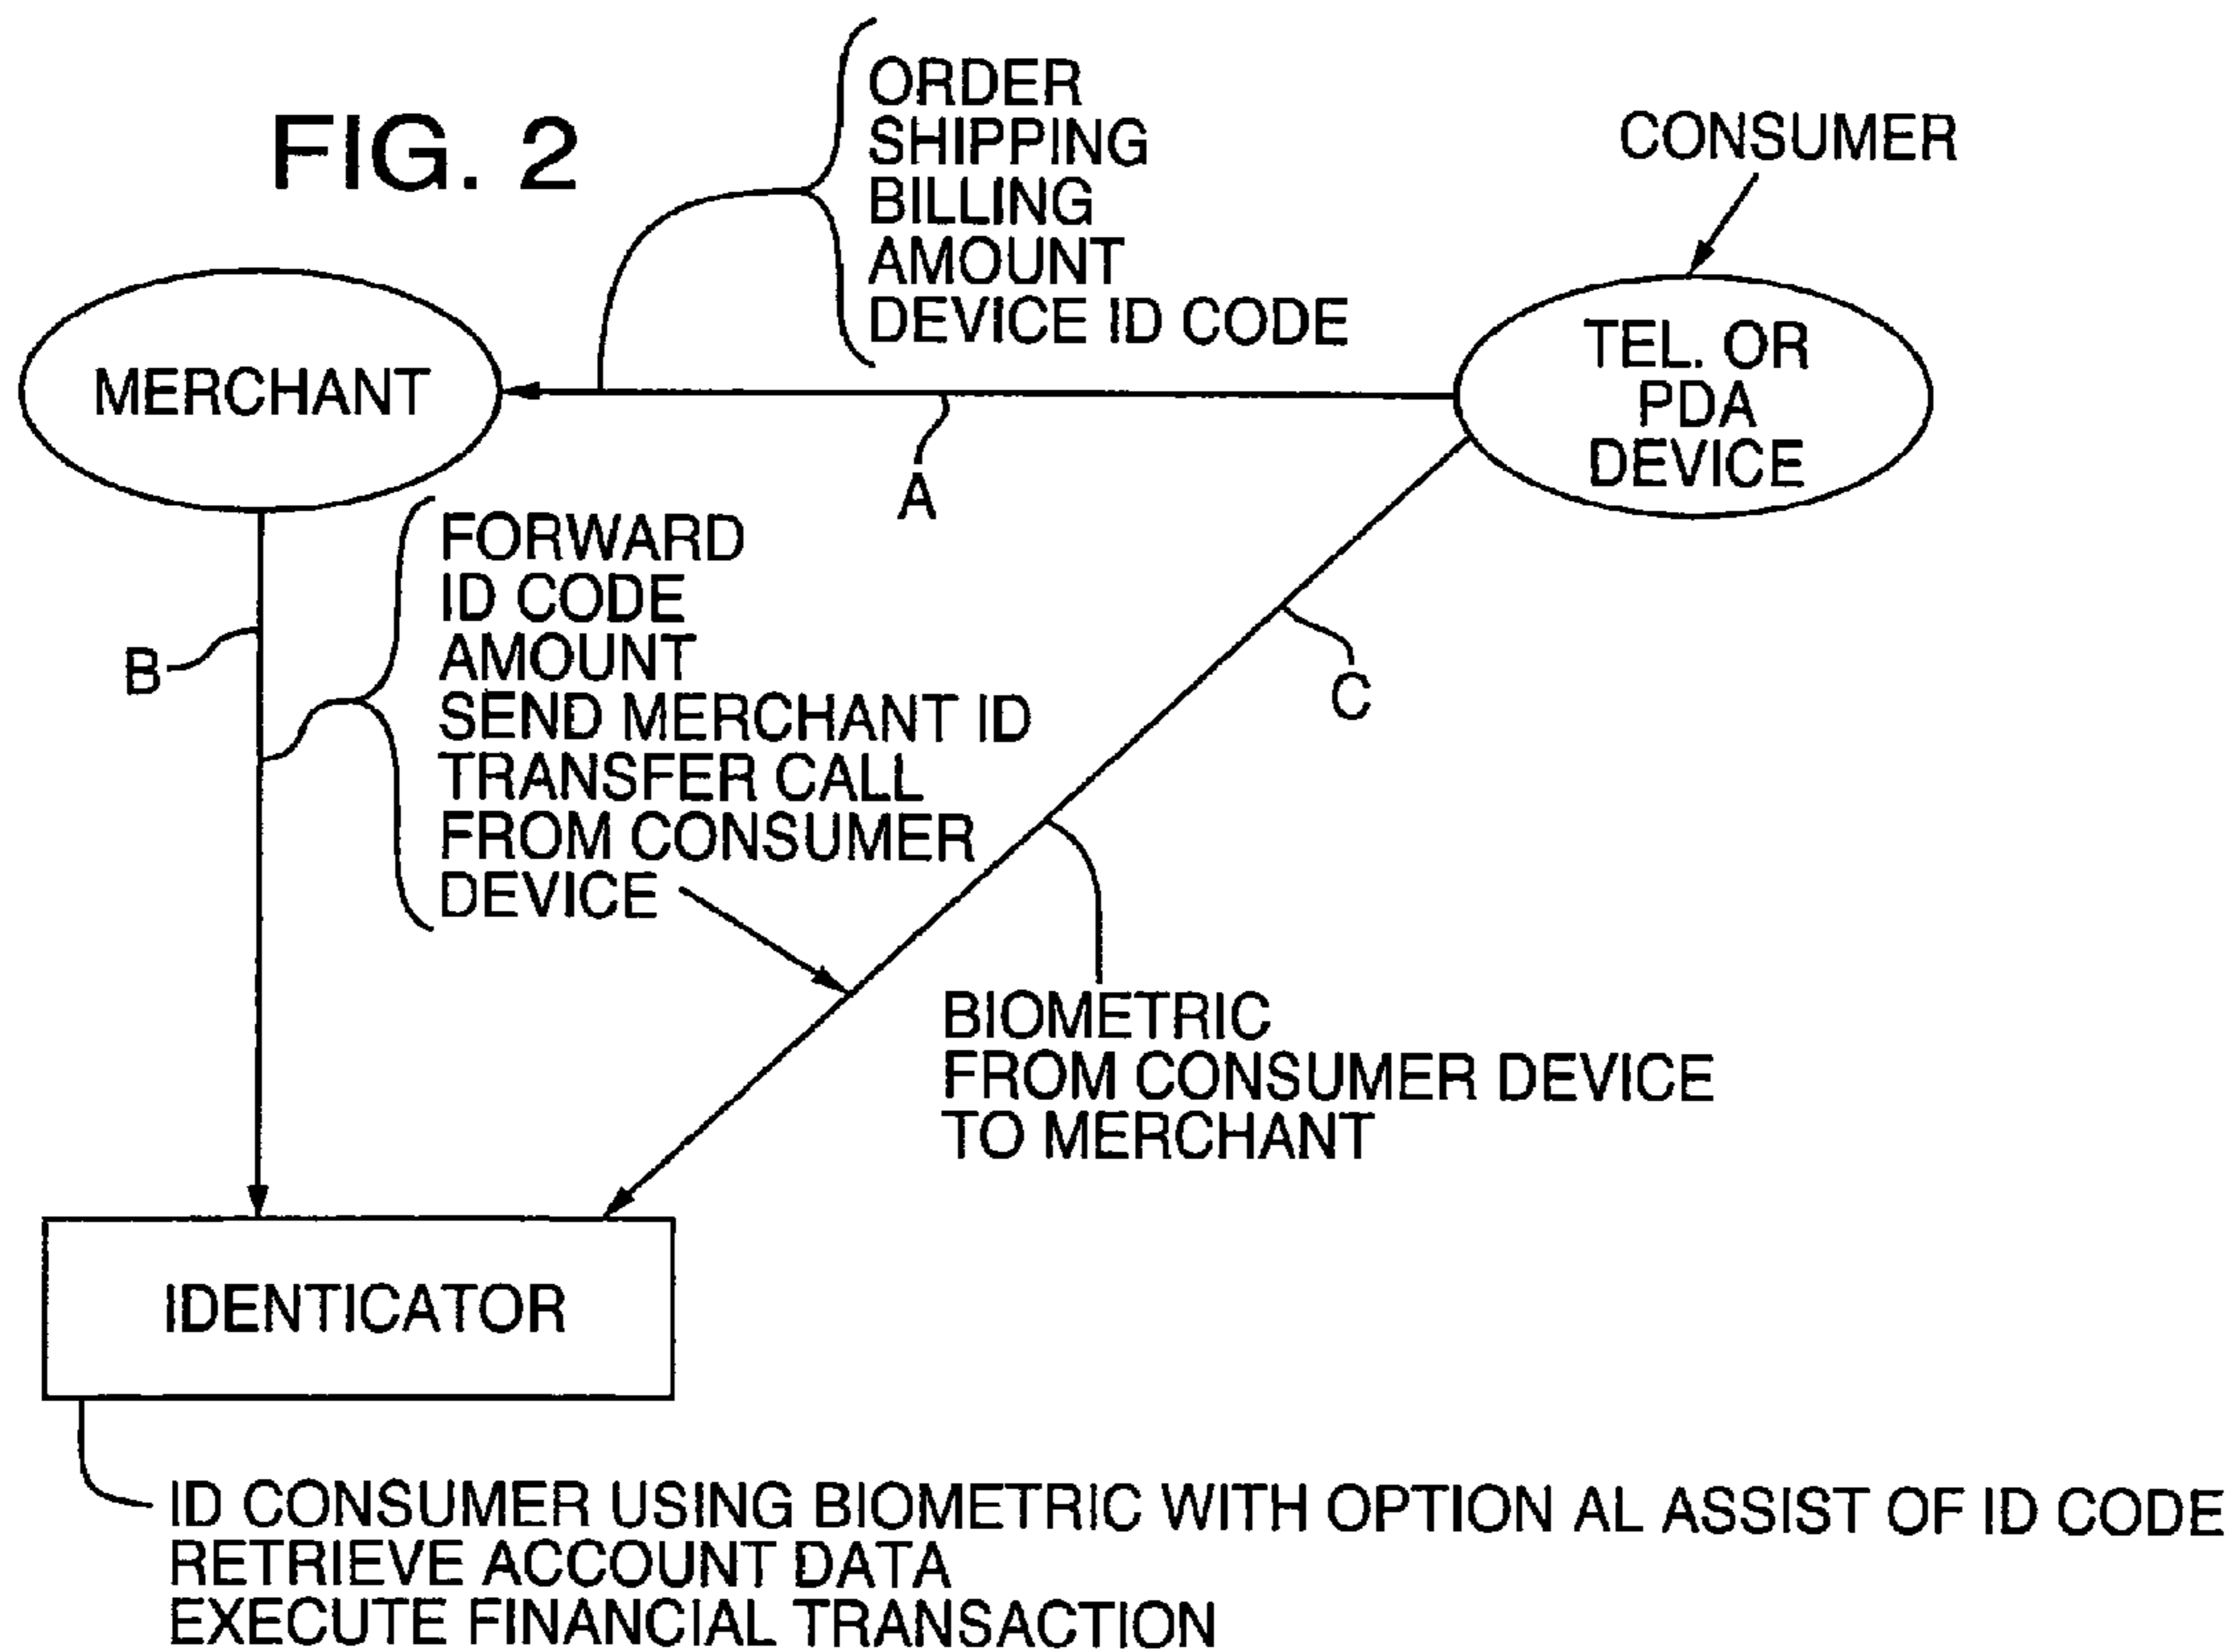 FIG. 2
ORDER
SHIPPING
BILLING
AMOUNT
DEVICE ID CODE
CONSUMER
MERCHANT
TEL. OR
PDA
DEVICE
A
FORWARD
ID CODE
AMOUNT
SEND MERCHANT ID
TRANSFER CALL
FROM CONSUMER
DEVICE
B
C
BIOMETRIC
FROM CONSUMER DEVICE
TO MERCHANT
IDENTICATOR
ID CONSUMER USING BIOMETRIC WITH OPTION AL ASSIST OF ID CODE
RETRIEVE ACCOUNT DATA
EXECUTE FINANCIAL TRANSACTION